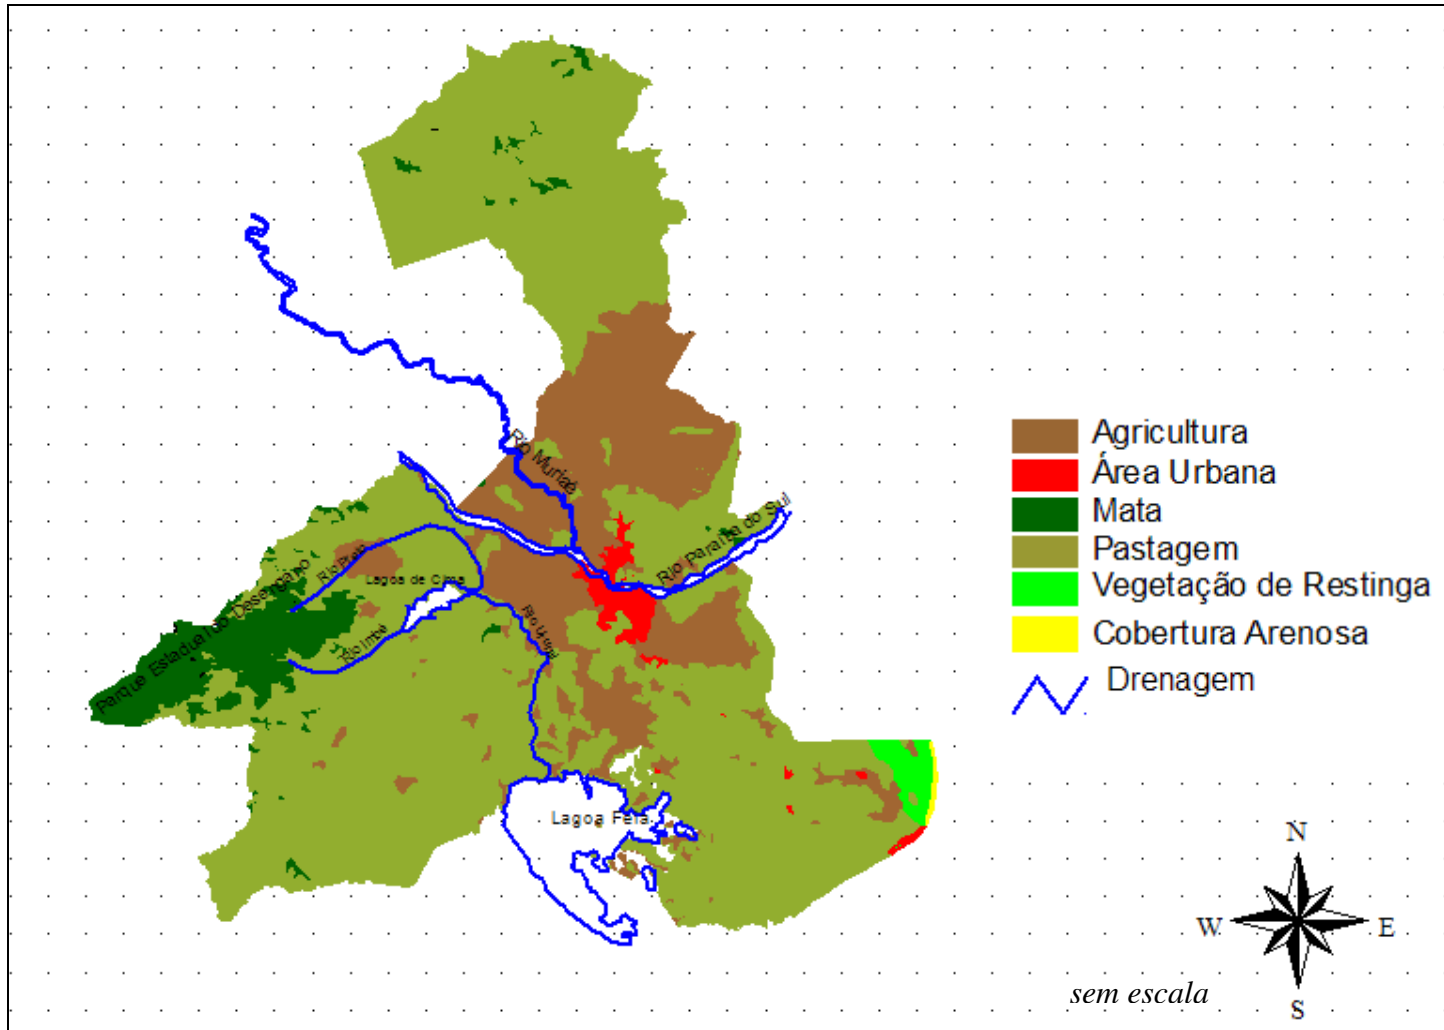 Rio Muriaé
Rio Paraíba do Sul
Rio Preto
Lagoa de Cima
Parque Estadual do Desengano
Rio Imbé
Rio Ururaí
Lagoa Feia
Agricultura
Área Urbana
Mata
Pastagem
Vegetação de Restinga
Cobertura Arenosa
Drenagem
N
W
E
S
sem escala